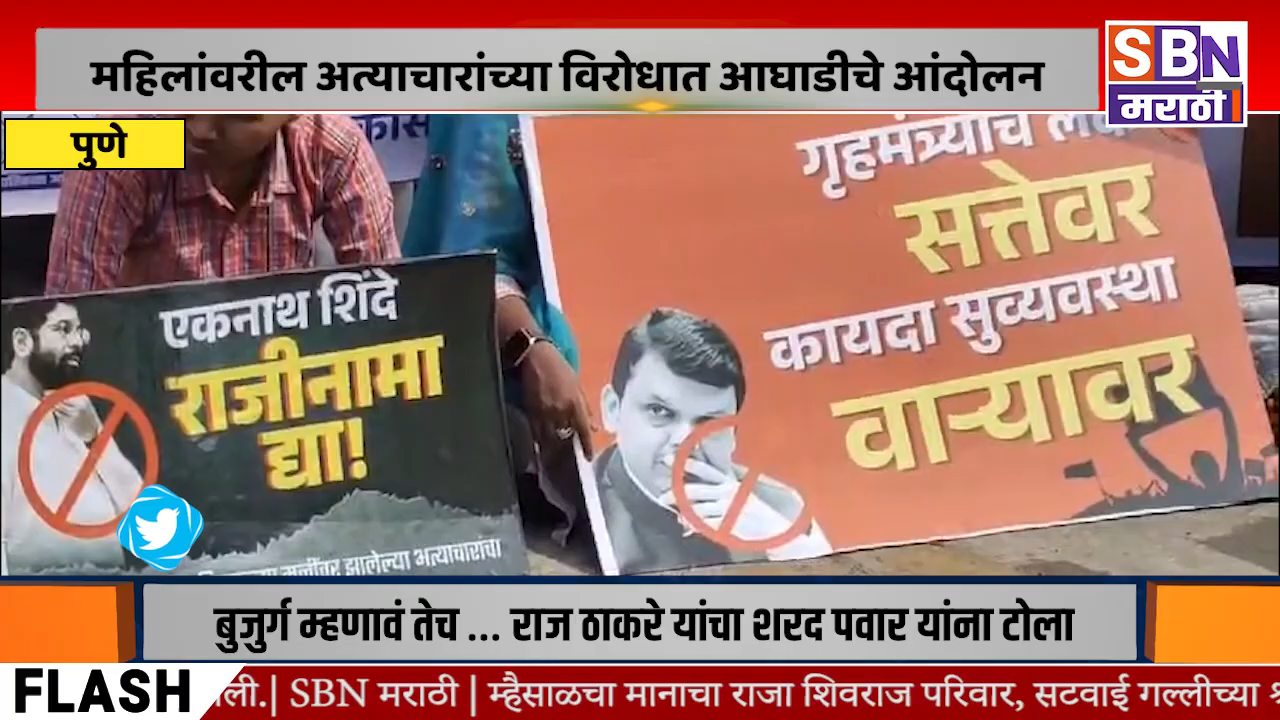 महिलांवरील अत्याचारांच्या विरोधात आघाडीचे आंदोलन
SBN
मराठी
पुणे
गृहमंत्र्यांचे
सत्तेवर
कायदा सुव्यवस्था
वाऱ्यावर
एकनाथ शिंदे
राजीनामा
द्या!
झालेल्या अत्याचारांचा
बुजुर्ग म्हणावं तेच ... राज ठाकरे यांचा शरद पवार यांना टोला
FLASH
ली.| SBN मराठी | म्हैसाळचा मानाचा राजा शिवराज परिवार, सटवाई गल्लीच्या